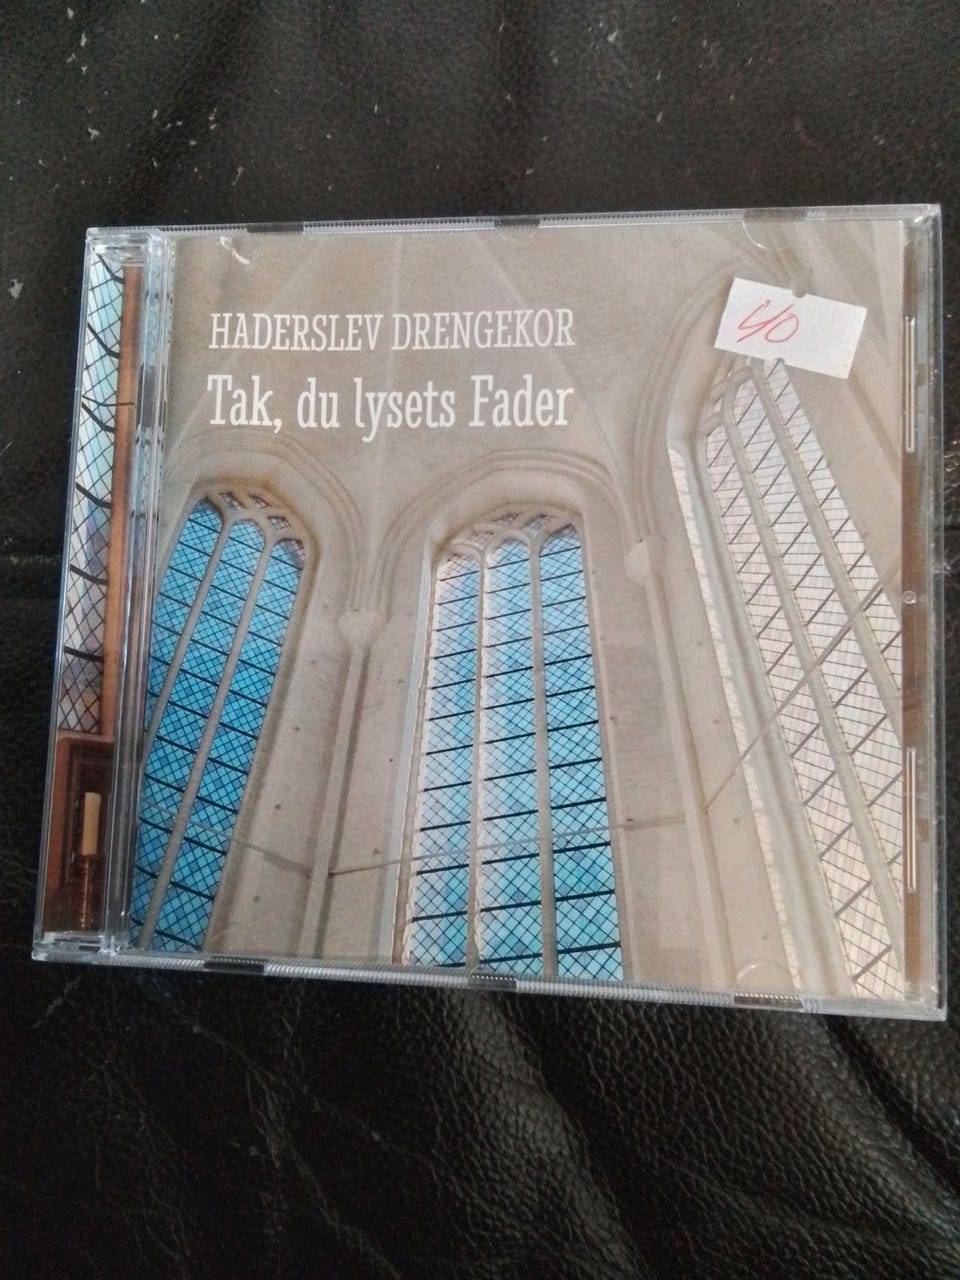 HADERSLEV DRENGEKOR
Tak, du lysets Fader
40